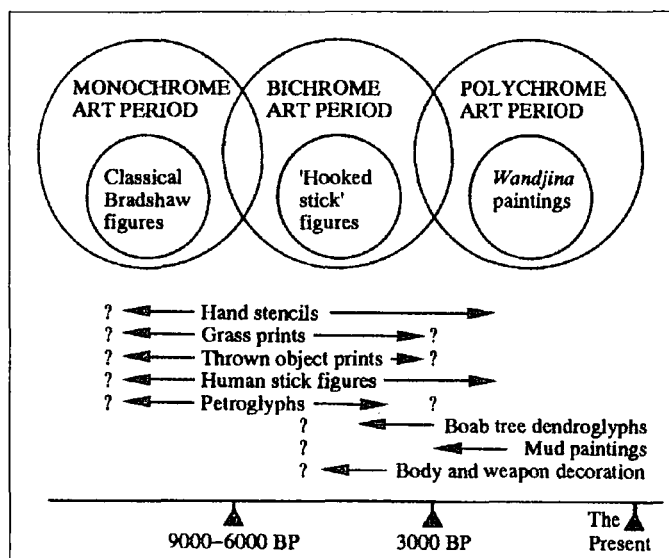 MONOCHROME
ART PERIOD
BICHROME
ART PERIOD
POLYCHROME
ART PERIOD
Classical
Bradshaw
figures
'Hooked
stick'
figures
Wandjina
paintings
? Hand stencils
? Grass prints ?
? Thrown object prints ?
? Human stick figures
? Petroglyphs ?
? Boab tree dendroglyphs
? Mud paintings
? Body and weapon decoration
9000–6000 BP
3000 BP
The
Present